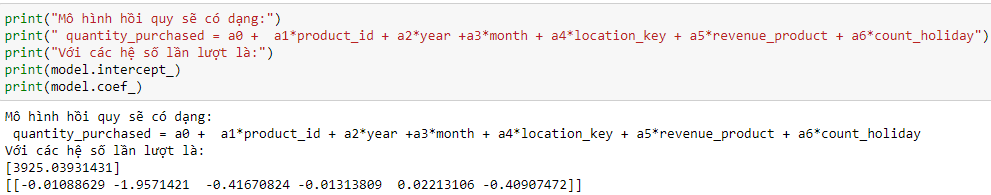 print("Mô hình hồi quy sẽ có dạng:")
print(" quantity_purchased = a0 +  a1*product_id + a2*year +a3*month + a4*location_key + a5*revenue_product + a6*count_holiday")
print("Với các hệ số lần lượt là:")
print(model.intercept_)
print(model.coef_)
Mô hình hồi quy sẽ có dạng:
 quantity_purchased = a0 +  a1*product_id + a2*year +a3*month + a4*location_key + a5*revenue_product + a6*count_holiday
Với các hệ số lần lượt là:
[3925.03931431]
[[-0.01088629 -1.9571421  -0.41670824 -0.01313809  0.02213106 -0.40907472]]